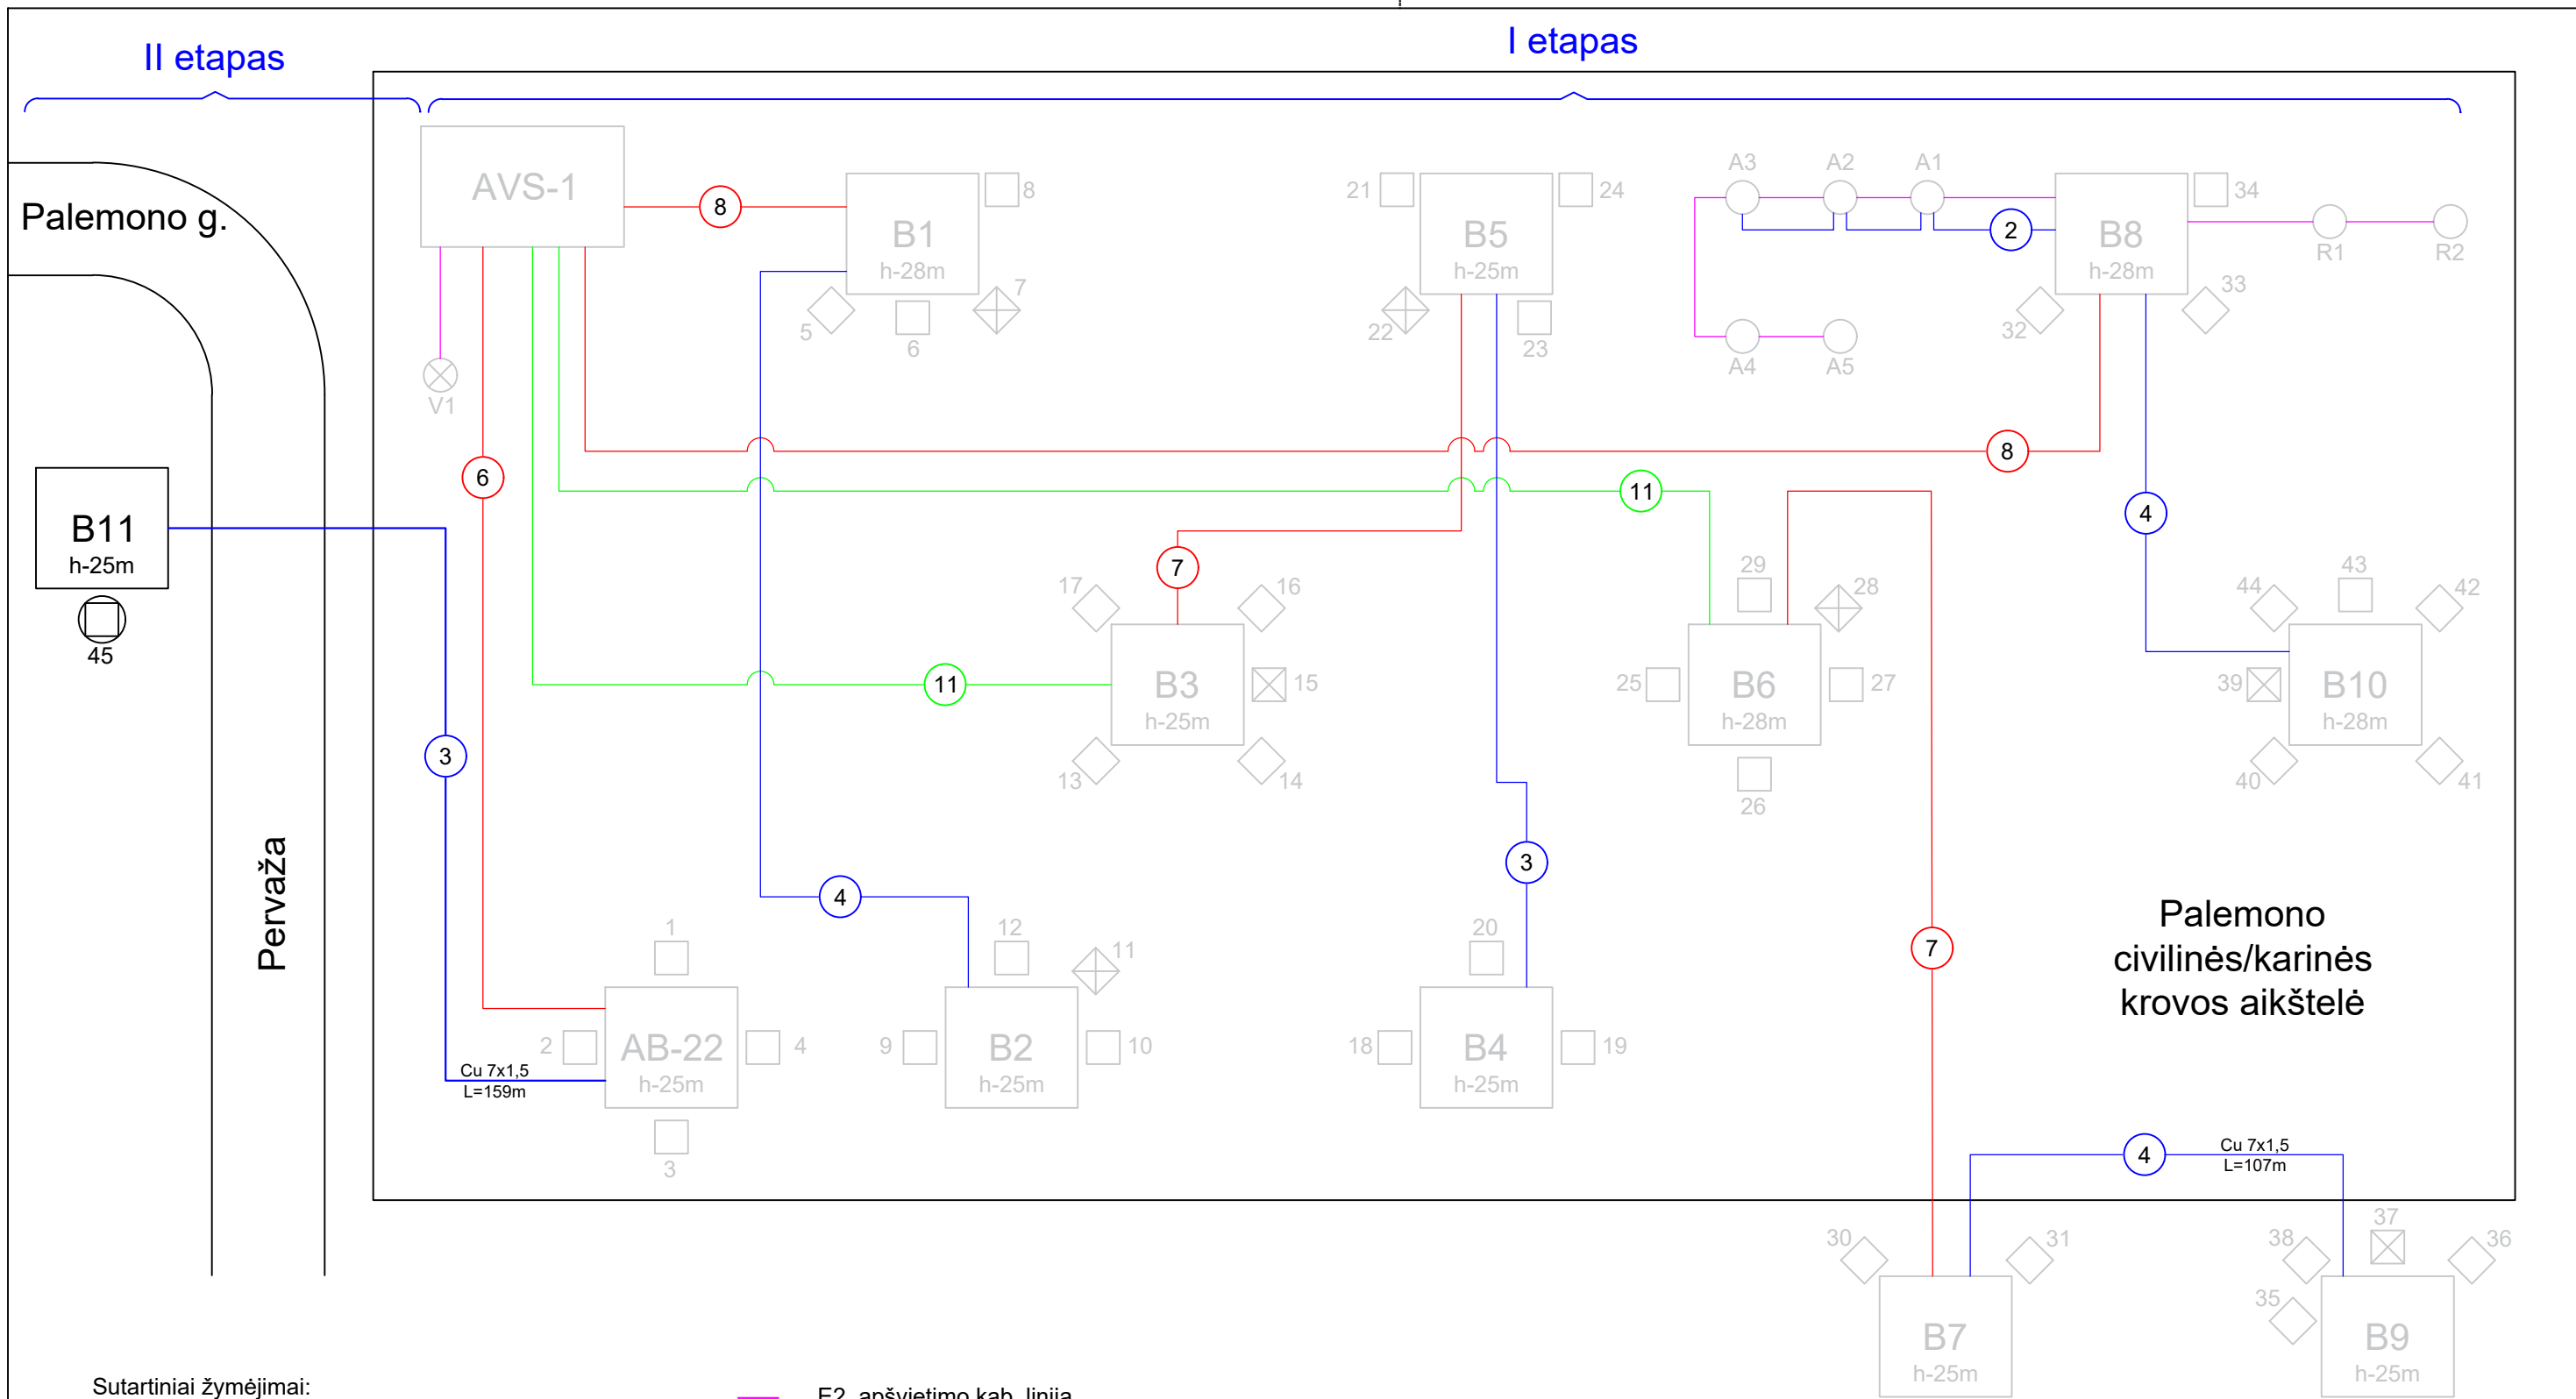 II etapas
I etapas
Palemono g.
AVS-1
8
B1
h-28m
8
5
6
7
21
B5
h-25m
24
22
23
A3
A2
A1
2
B8
h-28m
34
32
33
R1
R2
A4
A5
V1
8
6
11
4
B11
h-25m
45
7
17
16
B3
h-25m
15
13
14
11
29
28
25
B6
h-28m
27
26
44
43
42
39
B10
h-28m
40
41
3
Pervaža
4
3
7
Palemono
civilinės/karinės
krovos aikštelė
1
2
AB-22
h-25m
4
3
Cu 7x1,5
L=159m
12
11
9
B2
h-25m
10
20
18
B4
h-25m
19
4
Cu 7x1,5
L=107m
30
31
B7
h-25m
37
38
36
35
B9
h-25m
Sutartiniai žymėjimai:
E2, apšvietimo kab. linija